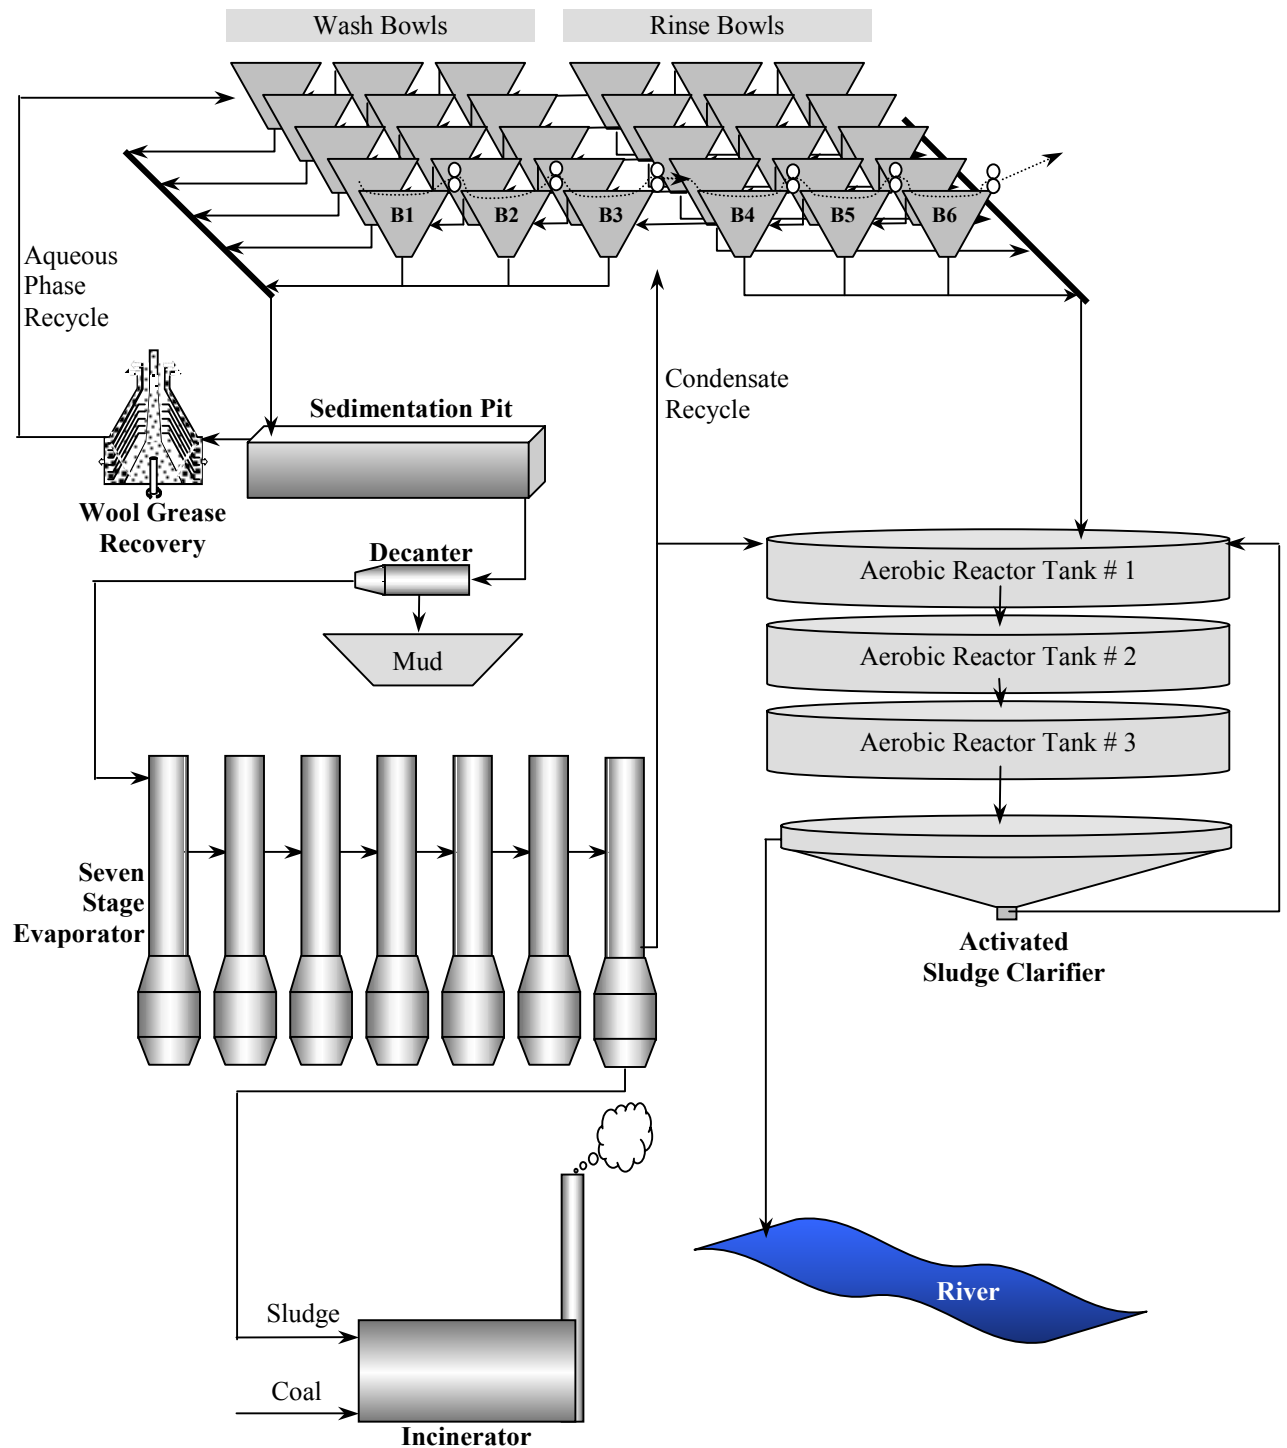 Wash Bowls
Rinse Bowls
B1
B2
B3
B4
B5
B6
Aqueous
Phase
Recycle
Condensate
Recycle
Sedimentation Pit
Wool Grease
Recovery
Decanter
Mud
Aerobic Reactor Tank # 1
Aerobic Reactor Tank # 2
Aerobic Reactor Tank # 3
Seven
Stage
Evaporator
Activated
Sludge Clarifier
River
Sludge
Coal
Incinerator